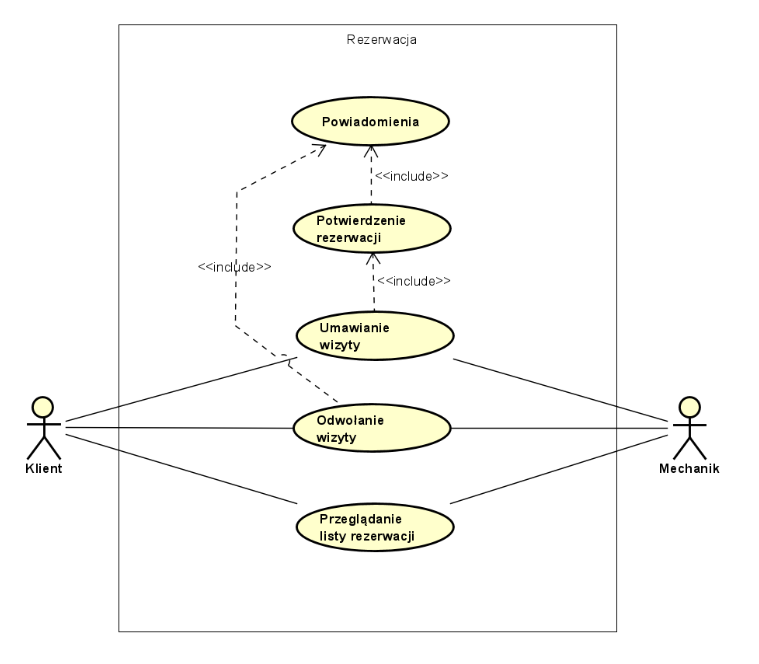 Rezerwacja
Powiadomienia
<<include>>
Potwierdzenie
rezerwacji
<<include>>
<<include>>
Umawianie
wizyty
Odwolanie
wizyty
Klient
Mechanik
Przeglądanie
listy rezerwacji